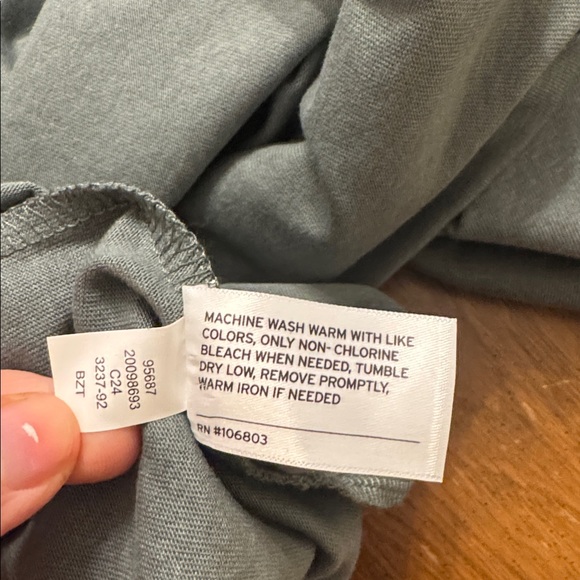 95687
20098693
C24
3237-92
BZT
MACHINE WASH WARM WITH LIKE
COLORS, ONLY NON- CHLORINE
BLEACH WHEN NEEDED, TUMBLE
DRY LOW, REMOVE PROMPTLY,
WARM IRON IF NEEDED
RN #106803